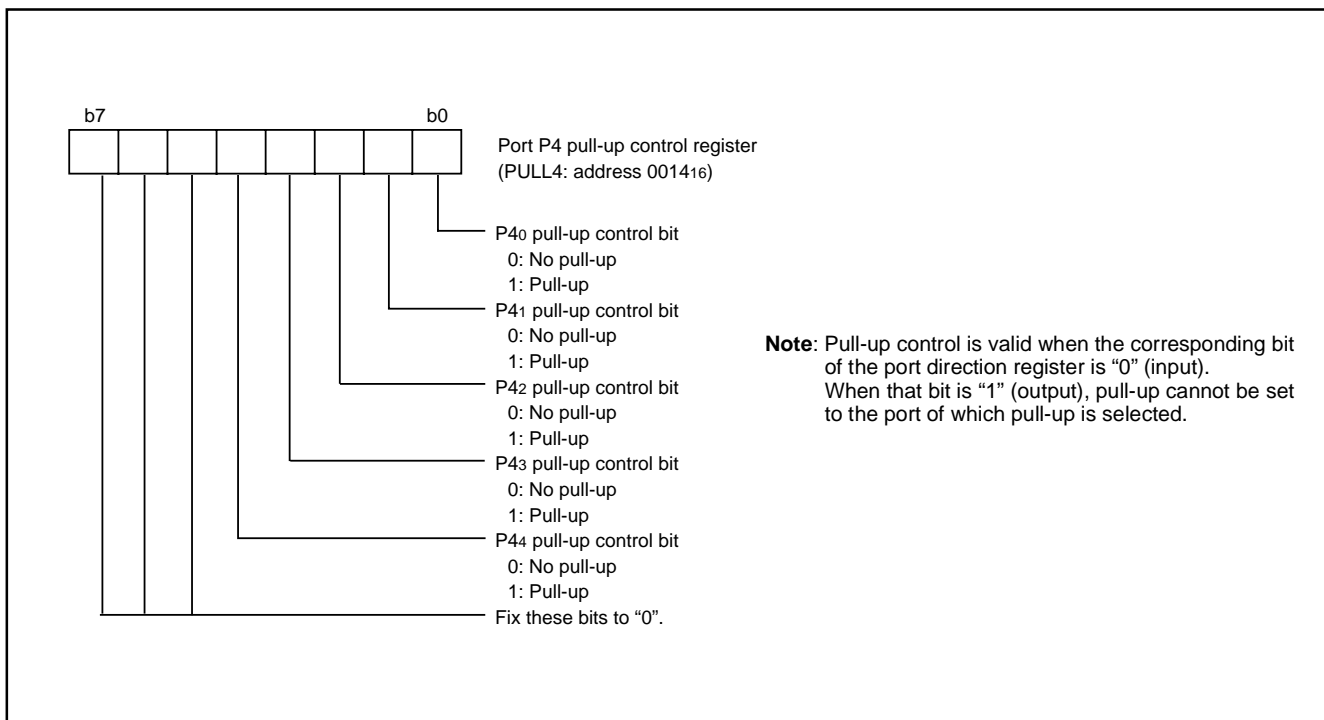 b7 b0
Port P4 pull-up control register
(PULL4: address 001416)
P40 pull-up control bit
0: No pull-up
1: Pull-up
P41 pull-up control bit
0: No pull-up
1: Pull-up
P42 pull-up control bit
0: No pull-up
1: Pull-up
P43 pull-up control bit
0: No pull-up
1: Pull-up
P44 pull-up control bit
0: No pull-up
1: Pull-up
Fix these bits to “0”.
Note: Pull-up control is valid when the corresponding bit
of the port direction register is “0” (input).
When that bit is “1” (output), pull-up cannot be set
to the port of which pull-up is selected.